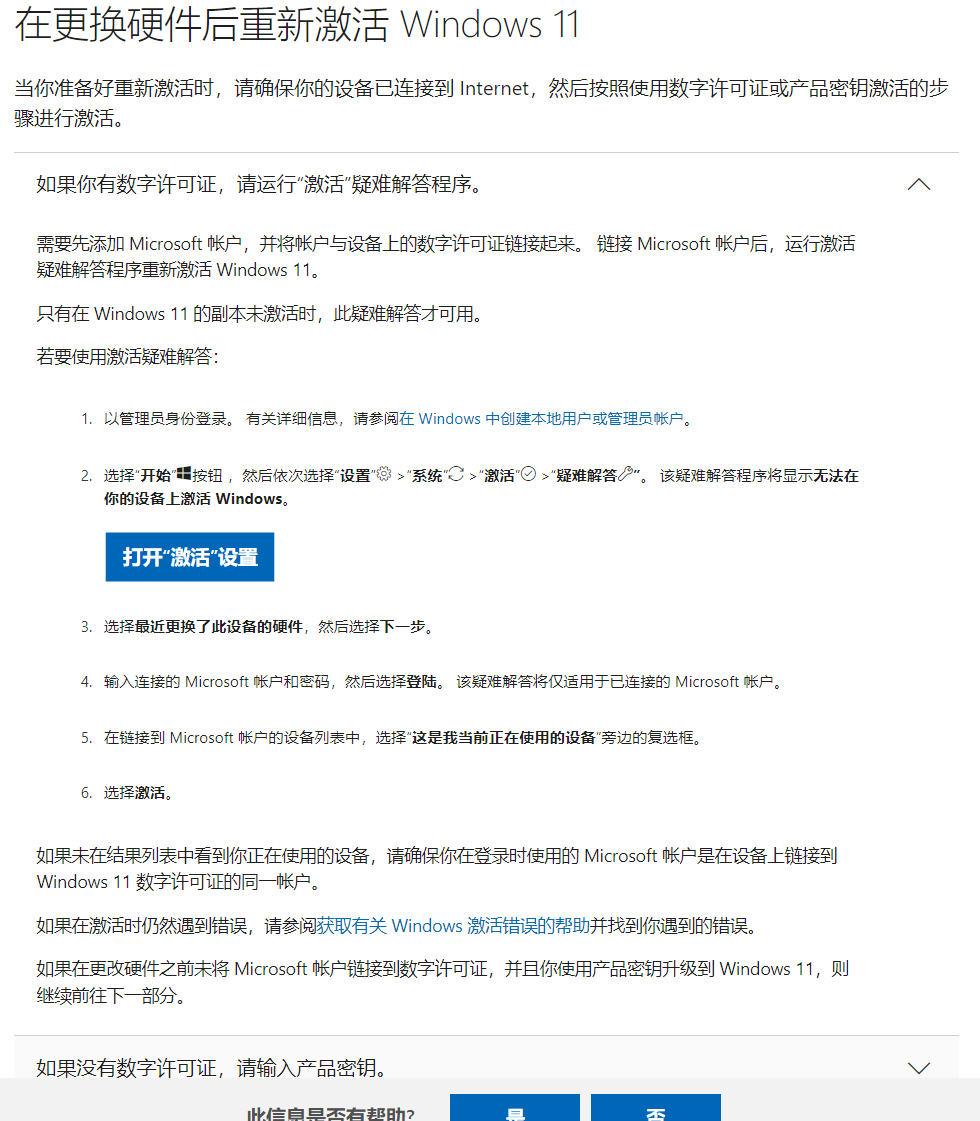 在更换硬件后重新激活 Windows 11
当你准备好重新激活时，请确保你的设备已连接到 Internet，然后按照使用数字许可证或产品密钥激活的步
骤进行激活。
如果你有数字许可证，请运行“激活”疑难解答程序。
需要先添加 Microsoft 帐户，并将帐户与设备上的数字许可证链接起来。 链接 Microsoft 帐户后，运行激活
疑难解答程序重新激活 Windows 11。
只有在 Windows 11 的副本未激活时，此疑难解答才可用。
若要使用激活疑难解答：
1. 以管理员身份登录。 有关详细信息，请参阅在 Windows 中创建本地用户或管理员帐户。
2. 选择“开始”按钮 ，然后依次选择“设置” >“系统” >“激活” >“疑难解答”。 该疑难解答程序将显示无法在
你的设备上激活 Windows。
打开“激活”设置
3. 选择最近更换了此设备的硬件，然后选择下一步。
4. 输入连接的 Microsoft 帐户和密码，然后选择登陆。 该疑难解答将仅适用于已连接的 Microsoft 帐户。
5. 在链接到 Microsoft 帐户的设备列表中，选择“这是我当前正在使用的设备”旁边的复选框。
6. 选择激活。
如果未在结果列表中看到你正在使用的设备，请确保你在登录时使用的 Microsoft 帐户是在设备上链接到
Windows 11 数字许可证的同一帐户。
如果在激活时仍然遇到错误，请参阅获取有关 Windows 激活错误的帮助并找到你遇到的错误。
如果在更改硬件之前未将 Microsoft 帐户链接到数字许可证，并且你使用产品密钥升级到 Windows 11，则
继续前往下一部分。
如果没有数字许可证，请输入产品密钥。
此信息是否有帮助?
是
否